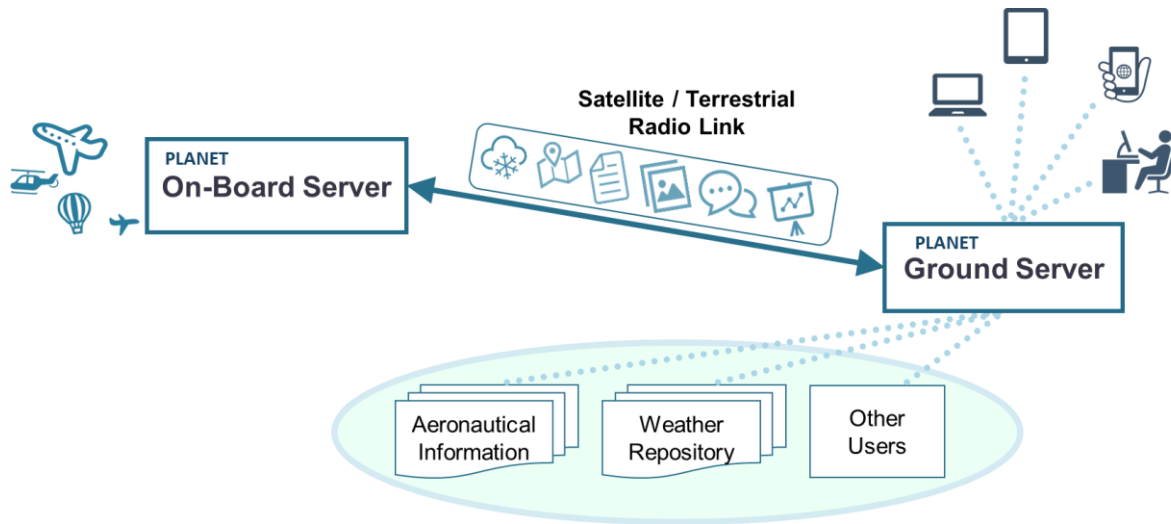 Satellite / Terrestrial
Radio Link
PLANET
On-Board Server
PLANET
Ground Server
Aeronautical
Information
Weather
Repository
Other
Users